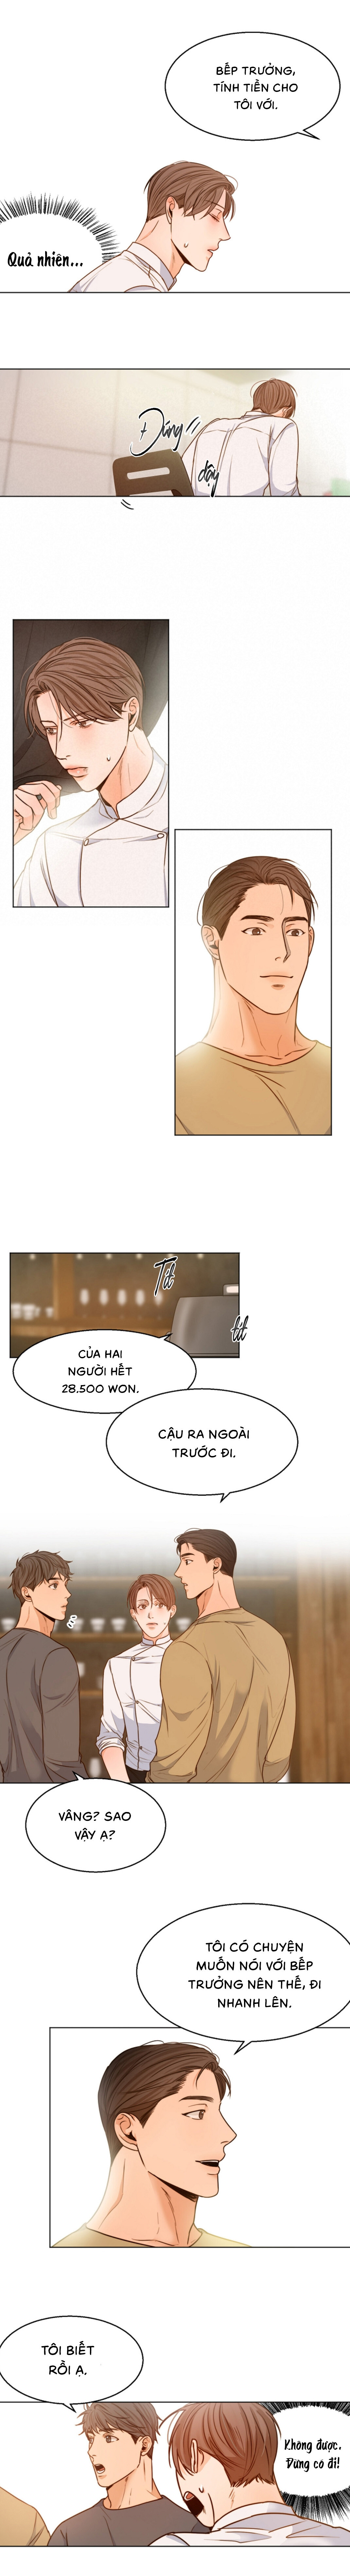 BẾP TRƯỞNG,
TÍNH TIỀN CHO
TÔI VỚI.
Quả nhiên...
Đứng
dậy
Tít
tít
CỦA HAI
NGƯỜI HẾT
28.500 WON.
CẬU RA NGOÀI
TRƯỚC ĐI.
VÂNG? SAO
VẬY Ạ?
TÔI CÓ CHUYỆN
MUỐN NÓI VỚI BẾP
TRƯỞNG NÊN THẾ, ĐI
NHANH LÊN.
TÔI BIẾT
RỒI Ạ.
Không được.
Đừng có đi!